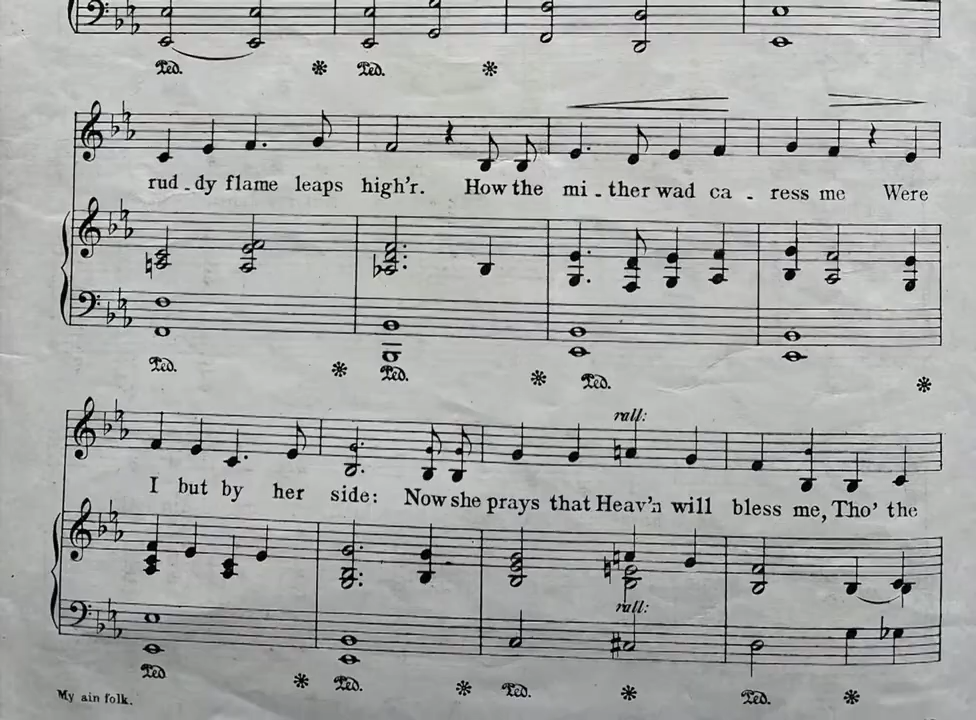 Ped. * Ped. *
rud-dy flame leaps high'r. How the mi-ther wad ca-ress me Were
Ped. * Ped. * Ped. *
rall:
I but by her side: Now she prays that Heav'n will bless me, Tho' the
rall:
Ped. * Ped. * Ped. * Ped. *
My ain folk.